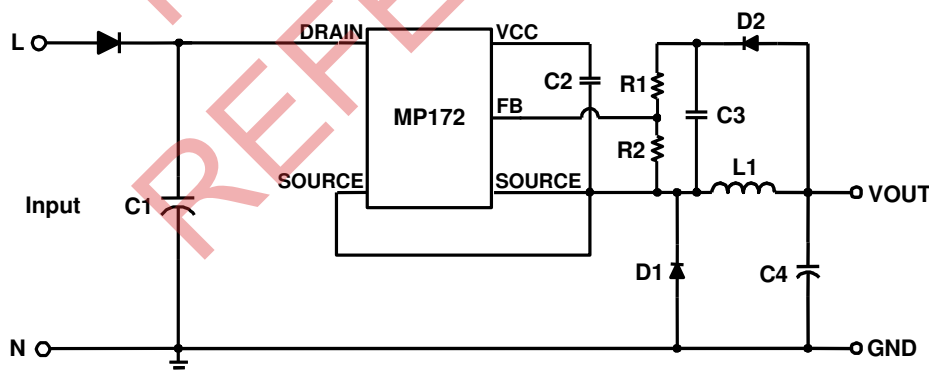 L
DRAIN
VCC
D2
C2
R1
C3
MP172
FB
R2
SOURCE
SOURCE
L1
VOUT
Input
C1
D1
C4
N
GND
REFE